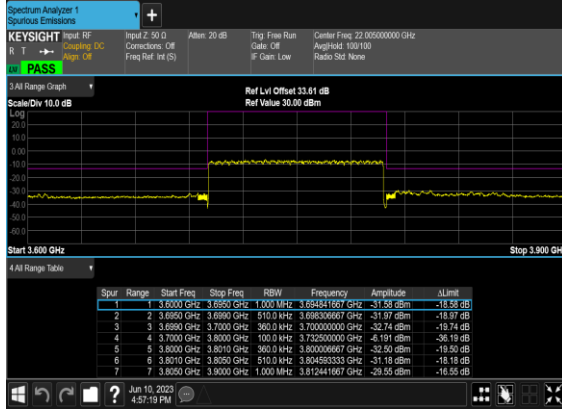 Spectrum Analyzer 1
Spurious Emissions
+
KEYSIGHT Input: RF Input Z: 50 Ω Atten: 20 dB Trig: Free Run Center Freq: 22.005000000 GHz
R T Coupling: DC Corrections: Off Gate: Off Avg|Hold: 100/100
Align: Off Freq Ref: Int (S) IF Gain: Low Radio Std: None
PASS
3 All Range Graph
Ref Lvl Offset 33.61 dB
Scale/Div 10.0 dB Ref Value 30.00 dBm
Log
20.0
10.0
0.00
-10.0
-20.0
-30.0
-40.0
-50.0
-60.0
Start 3.600 GHz Stop 3.900 GH
4 All Range Table
Spur Range Start Freq Stop Freq RBW Frequency Amplitude ΔLimit
1 1 3.6000 GHz 3.6950 GHz 1.000 MHz 3.694841667 GHz -31.58 dBm -18.58 dB
2 2 3.6950 GHz 3.6990 GHz 510.0 kHz 3.698306667 GHz -31.97 dBm -18.97 dB
3 3 3.6990 GHz 3.7000 GHz 360.0 kHz 3.700000000 GHz -32.74 dBm -19.74 dB
4 4 3.7000 GHz 3.8000 GHz 100.0 kHz 3.732500000 GHz -6.191 dBm -36.19 dB
5 5 3.8000 GHz 3.8010 GHz 360.0 kHz 3.800006667 GHz -32.50 dBm -19.50 dB
6 6 3.8010 GHz 3.8050 GHz 510.0 kHz 3.804593333 GHz -31.18 dBm -18.18 dB
7 7 3.8050 GHz 3.9000 GHz 1.000 MHz 3.812441667 GHz -29.55 dBm -16.55 dB
? Jun 10, 2023
4:57:19 PM